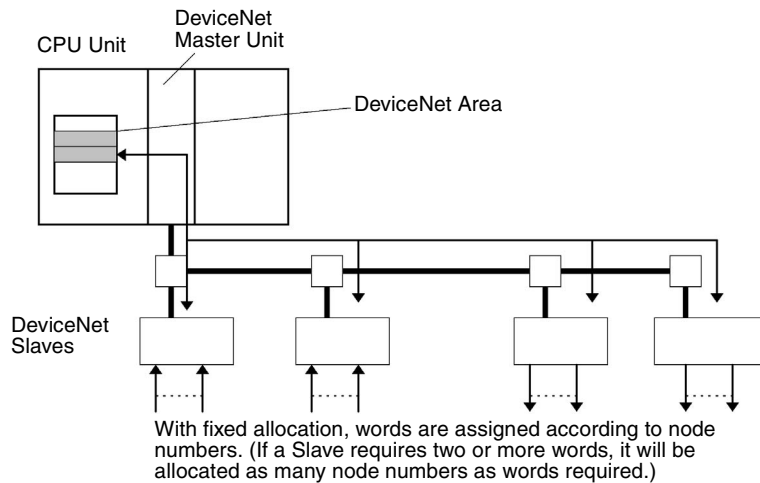 DeviceNet
Master Unit
CPU Unit
DeviceNet Area
DeviceNet
Slaves
With fixed allocation, words are assigned according to node
numbers. (If a Slave requires two or more words, it will be
allocated as many node numbers as words required.)